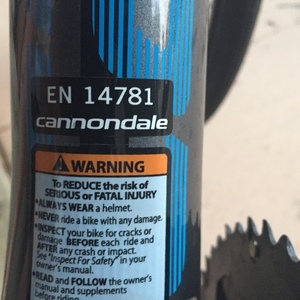 EN 14781
cannondale
WARNING
To REDUCE the risk of
SERIOUS or FATAL INJURY
•ALWAYS WEAR a helmet.
•NEVER ride a bike with any damage.
•INSPECT your bike for cracks or
damage BEFORE each ride and
AFTER any crash or impact.
See "Inspect For Safety" in your
owner's manual.
•READ and FOLLOW the owner's
manual and supplements
before riding.